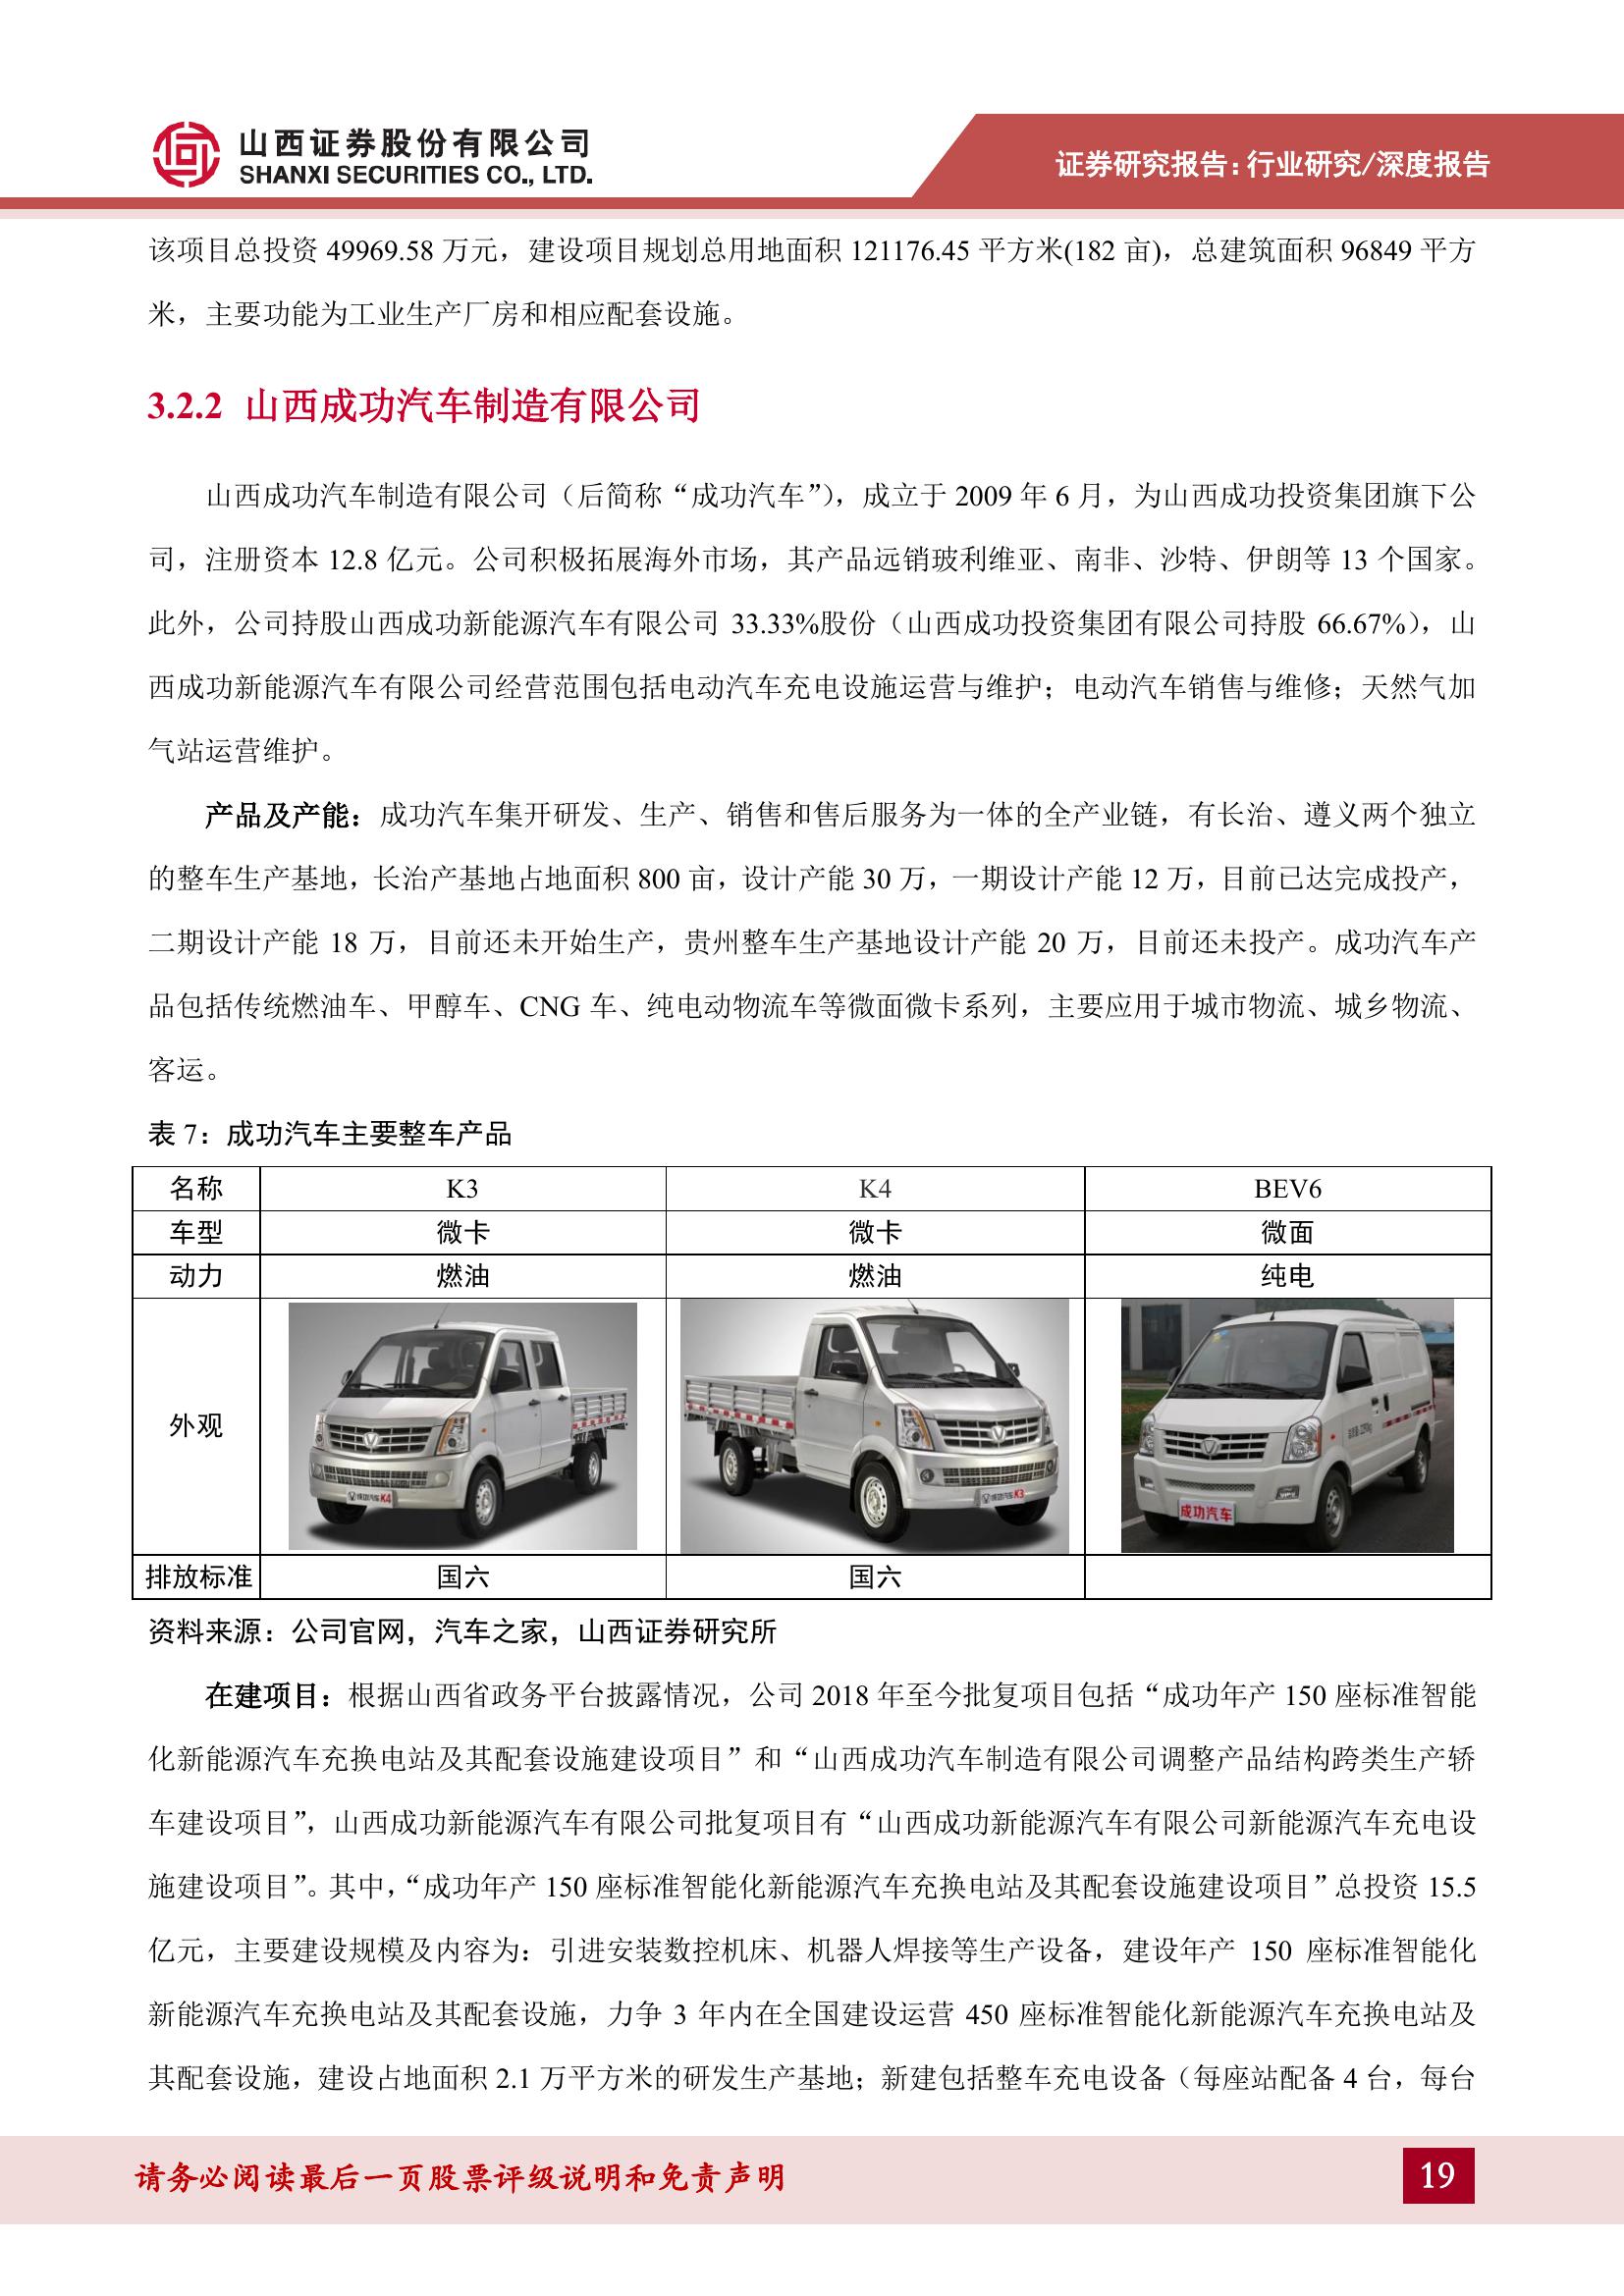 山西证券股份有限公司
SHANXI SECURITIES CO., LTD.
证券研究报告:行业研究/深度报告
该项目总投资 49969.58 万元，建设项目规划总用地面积 121176.45 平方米(182 亩)，总建筑面积 96849 平方
米，主要功能为工业生产厂房和相应配套设施。
3.2.2 山西成功汽车制造有限公司
山西成功汽车制造有限公司（后简称“成功汽车”），成立于 2009 年 6 月，为山西成功投资集团旗下公
司，注册资本 12.8 亿元。公司积极拓展海外市场，其产品远销玻利维亚、南非、沙特、伊朗等 13 个国家。
此外，公司持股山西成功新能源汽车有限公司 33.33%股份（山西成功投资集团有限公司持股 66.67%），山
西成功新能源汽车有限公司经营范围包括电动汽车充电设施运营与维护；电动汽车销售与维修；天然气加
气站运营维护。
产品及产能：成功汽车集开研发、生产、销售和售后服务为一体的全产业链，有长治、遵义两个独立
的整车生产基地，长治产基地占地面积 800 亩，设计产能 30 万，一期设计产能 12 万，目前已达完成投产，
二期设计产能 18 万，目前还未开始生产，贵州整车生产基地设计产能 20 万，目前还未投产。成功汽车产
品包括传统燃油车、甲醇车、CNG 车、纯电动物流车等微面微卡系列，主要应用于城市物流、城乡物流、
客运。
表 7：成功汽车主要整车产品
名称 K3 K4 BEV6
车型 微卡 微卡 微面
动力 燃油 燃油 纯电
外观
成功汽车K4
成功汽车K3
成功汽车
排放标准 国六 国六
资料来源：公司官网，汽车之家，山西证券研究所
在建项目：根据山西省政务平台披露情况，公司 2018 年至今批复项目包括“成功年产 150 座标准智能
化新能源汽车充换电站及其配套设施建设项目”和“山西成功汽车制造有限公司调整产品结构跨类生产轿
车建设项目”，山西成功新能源汽车有限公司批复项目有“山西成功新能源汽车有限公司新能源汽车充电设
施建设项目”。其中，“成功年产 150 座标准智能化新能源汽车充换电站及其配套设施建设项目”总投资 15.5
亿元，主要建设规模及内容为：引进安装数控机床、机器人焊接等生产设备，建设年产 150 座标准智能化
新能源汽车充换电站及其配套设施，力争 3 年内在全国建设运营 450 座标准智能化新能源汽车充换电站及
其配套设施，建设占地面积 2.1 万平方米的研发生产基地；新建包括整车充电设备（每座站配备 4 台，每台
请务必阅读最后一页股票评级说明和免责声明
19